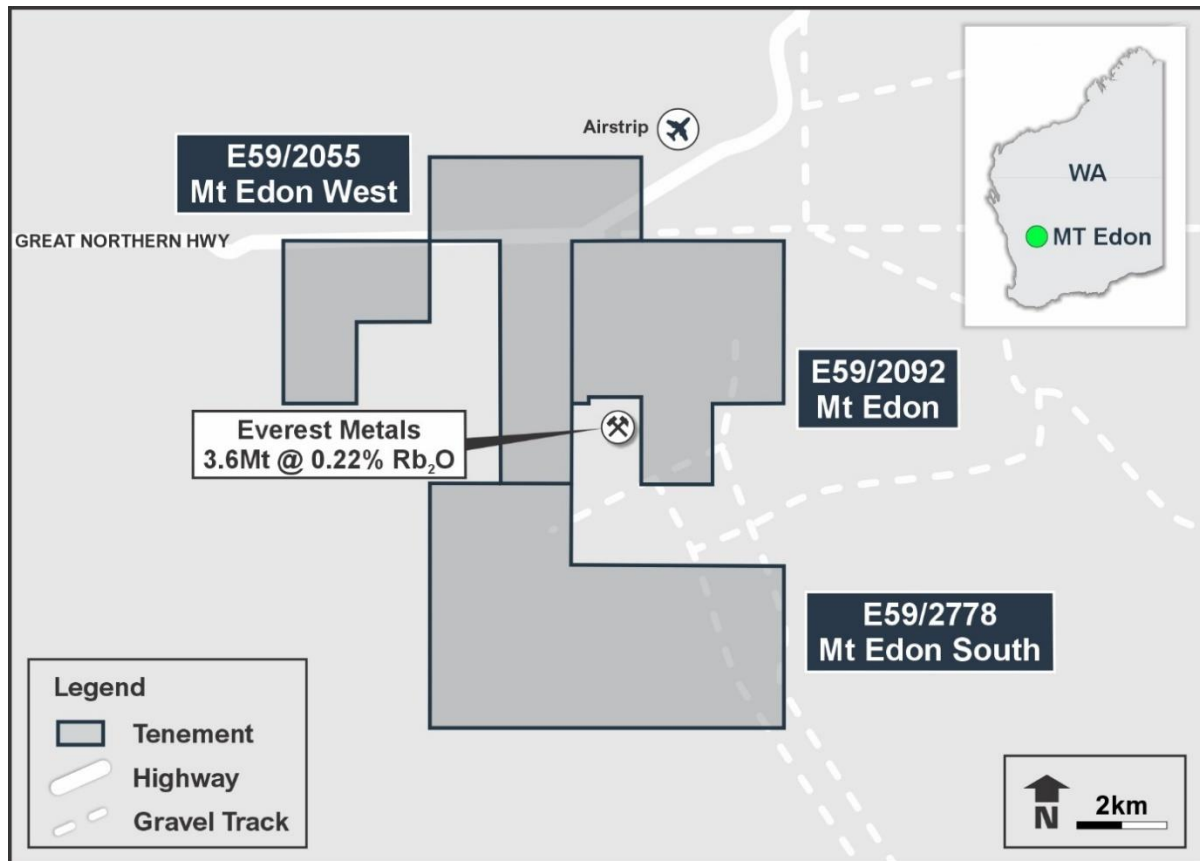 Airstrip
E59/2055
Mt Edon West
WA
MT Edon
GREAT NORTHERN HWY
E59/2092
Mt Edon
Everest Metals
3.6Mt @ 0.22% Rb₂O
E59/2778
Mt Edon South
Legend
Tenement
Highway
Gravel Track
N
2km